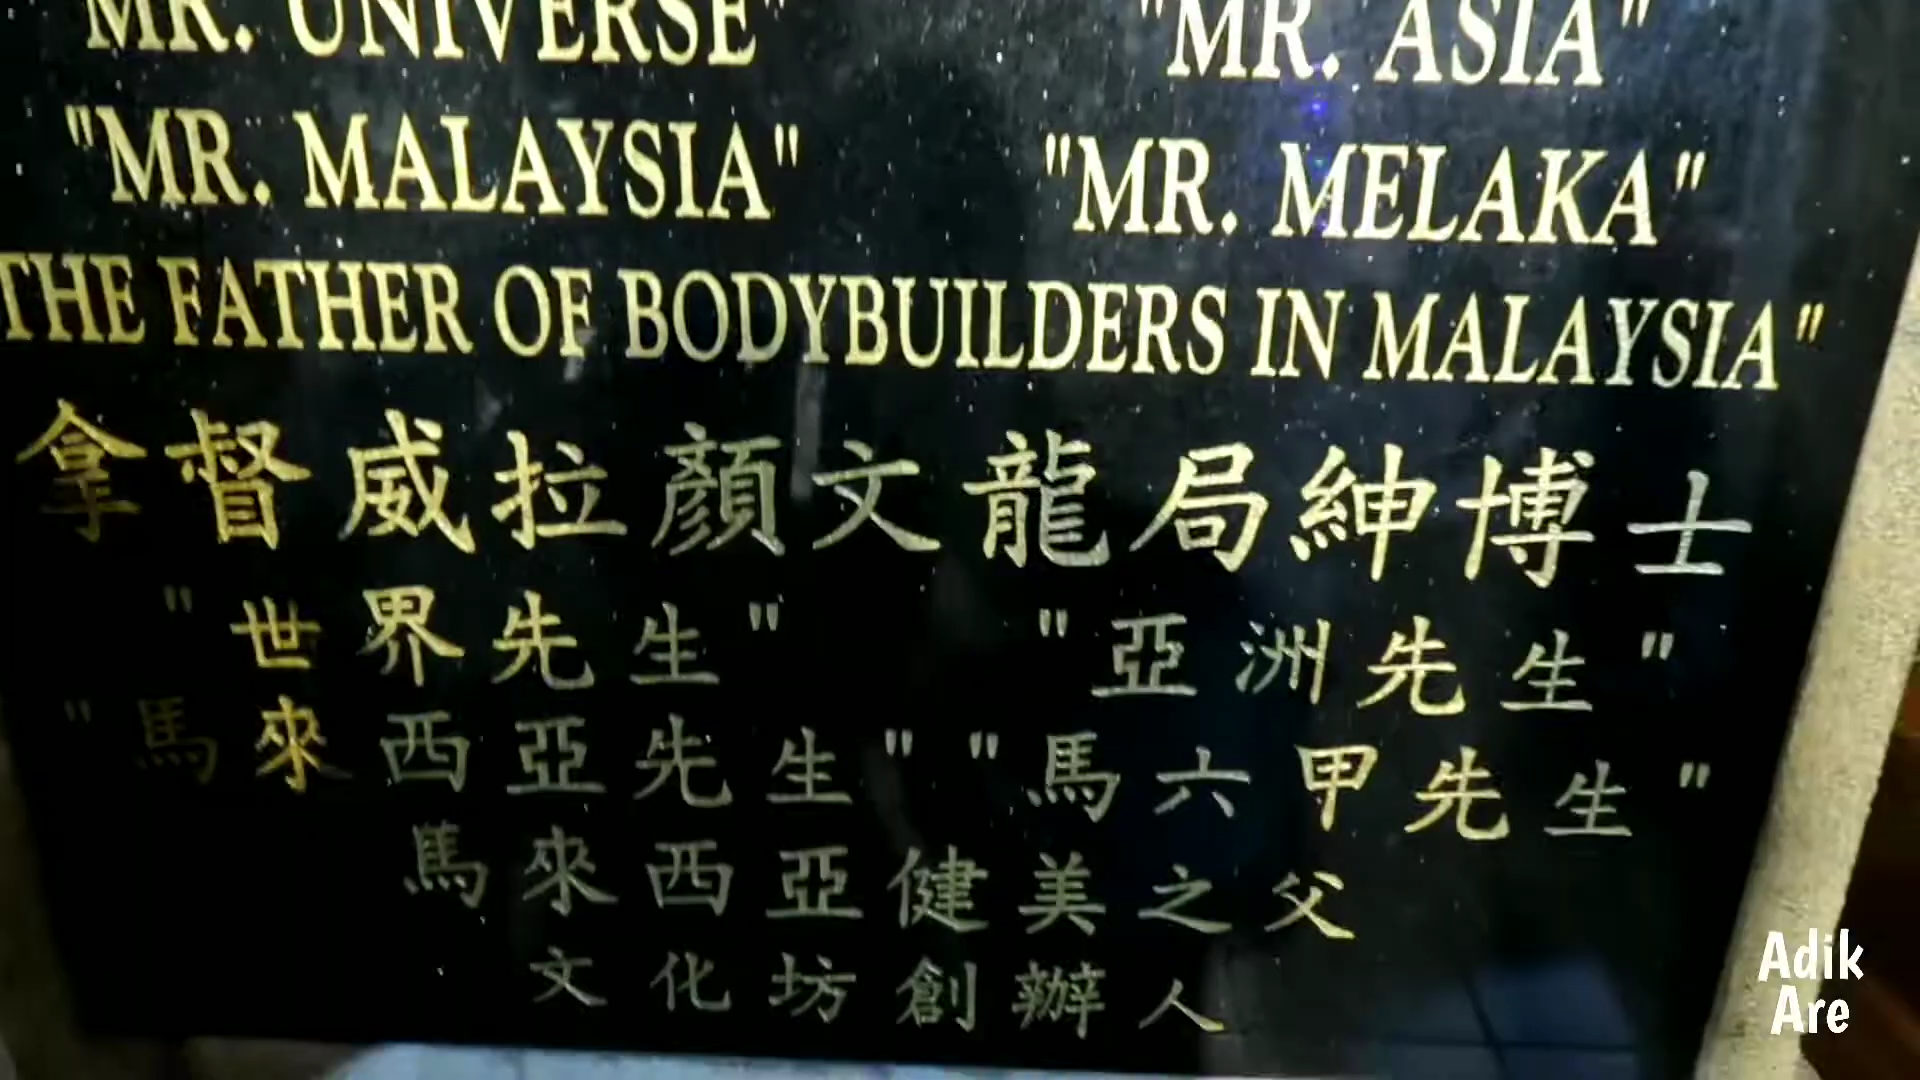 MR. UNIVERSE" "MR. ASIA"
"MR. MALAYSIA" "MR. MELAKA"
THE FATHER OF BODYBUILDERS IN MALAYSIA"
拿督威拉顏文龍局紳博士
"世界先生" "亞洲先生"
"馬來西亞先生" "馬六甲先生"
馬來西亞健美之父
文化坊創辦人
Adik
Are